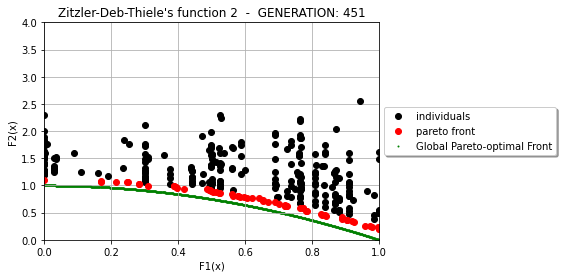 Zitzler-Deb-Thiele's function 2 - GENERATION: 451
4.0
3.5
3.0
2.5
2.0
1.5
1.0
0.5
0.0
F2(x)
0.0 0.2 0.4 0.6 0.8 1.0
F1(x)
individuals
pareto front
Global Pareto-optimal Front